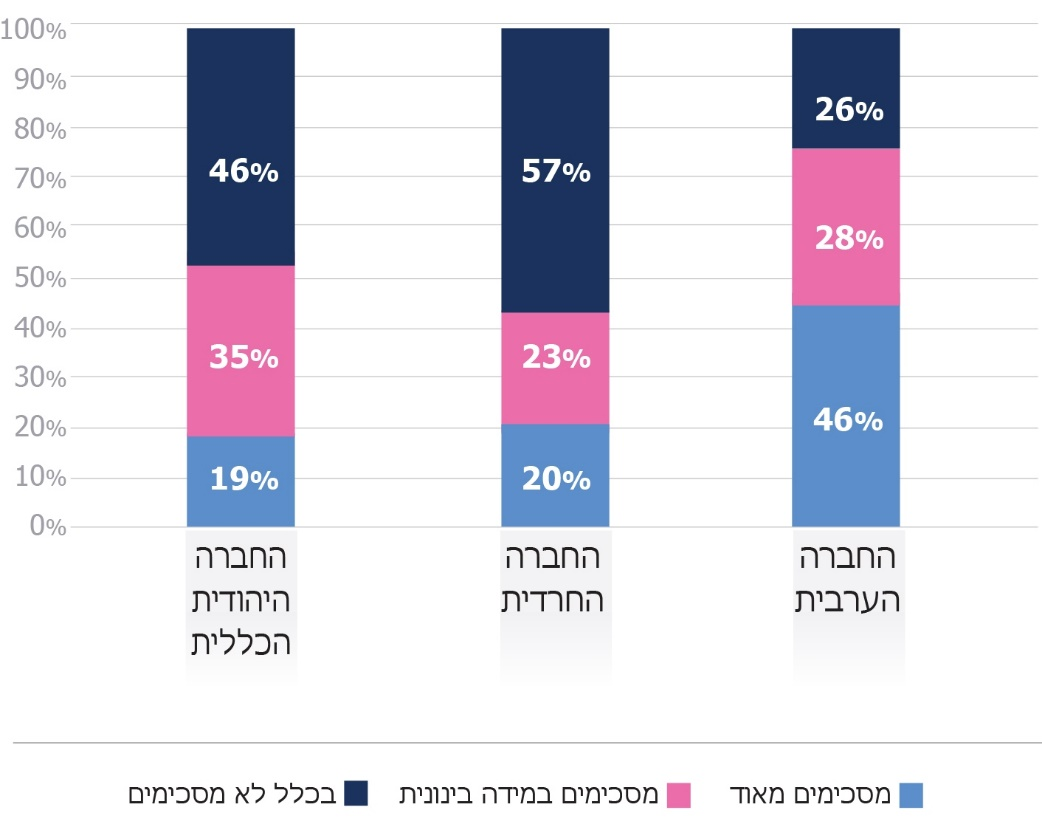 100%
90%
80%
70%
60%
50%
40%
30%
20%
10%
0%
46%
35%
19%
57%
23%
20%
26%
28%
46%
החברה
היהודית
הכללית
החברה
החרדית
החברה
הערבית
מסכימים מאוד
מסכימים במידה בינונית
בכלל לא מסכימים